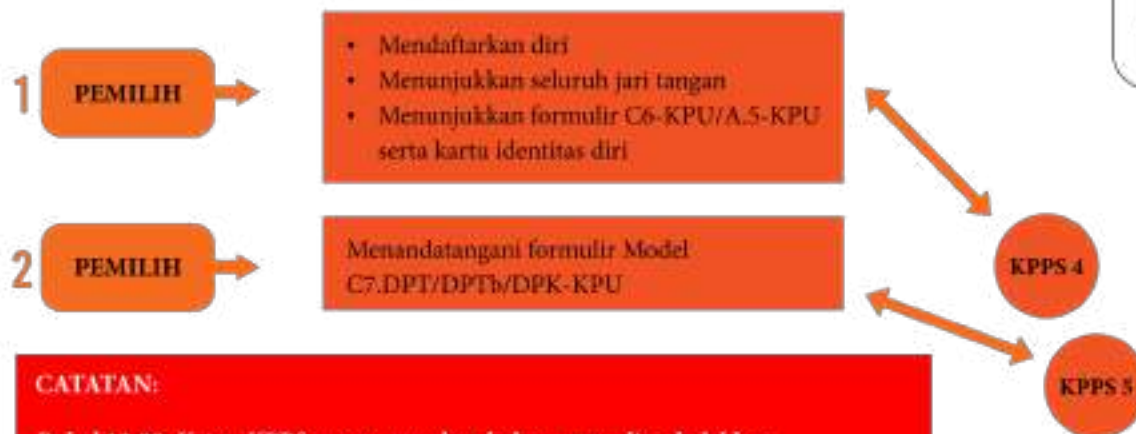 1
PEMILIH
• Mendaftarkan diri
• Menunjukkan seluruh jari tangan
• Menunjukkan formulir C6-KPU/A.5-KPU
serta kartu identitas diri
KPPS 4
2
PEMILIH
Menandatangani formulir Model
C7.DPT/DPTb/DPK-KPU
KPPS 5
CATATAN: